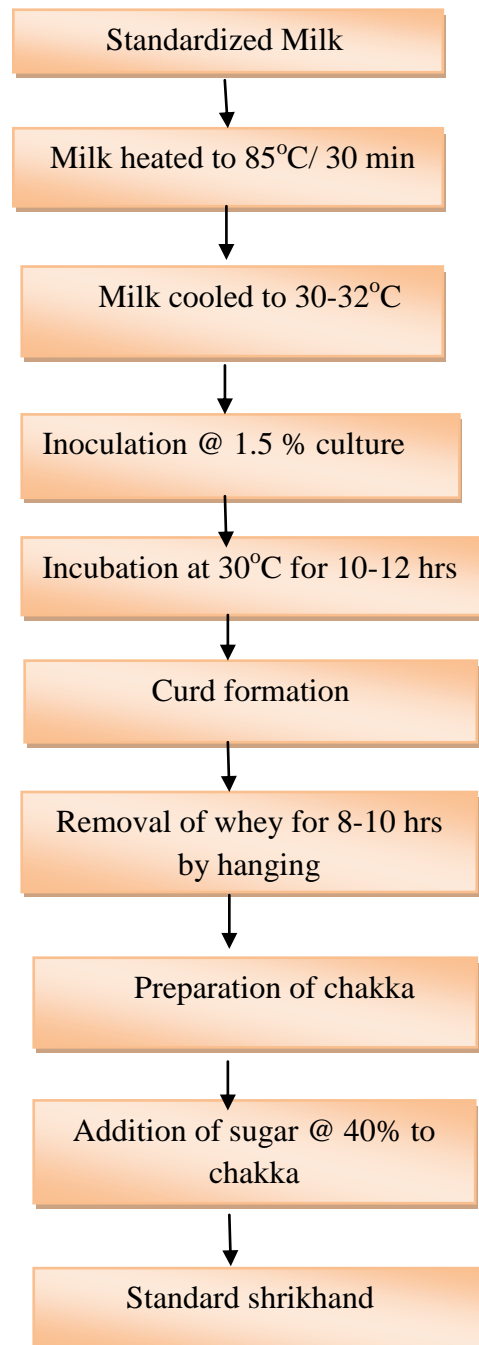 Standardized Milk
Milk heated to 85°C/ 30 min
Milk cooled to 30-32°C
Inoculation @ 1.5 % culture
Incubation at 30°C for 10-12 hrs
Curd formation
Removal of whey for 8-10 hrs
by hanging
Preparation of chakka
Addition of sugar @ 40% to
chakka
Standard shrikhand